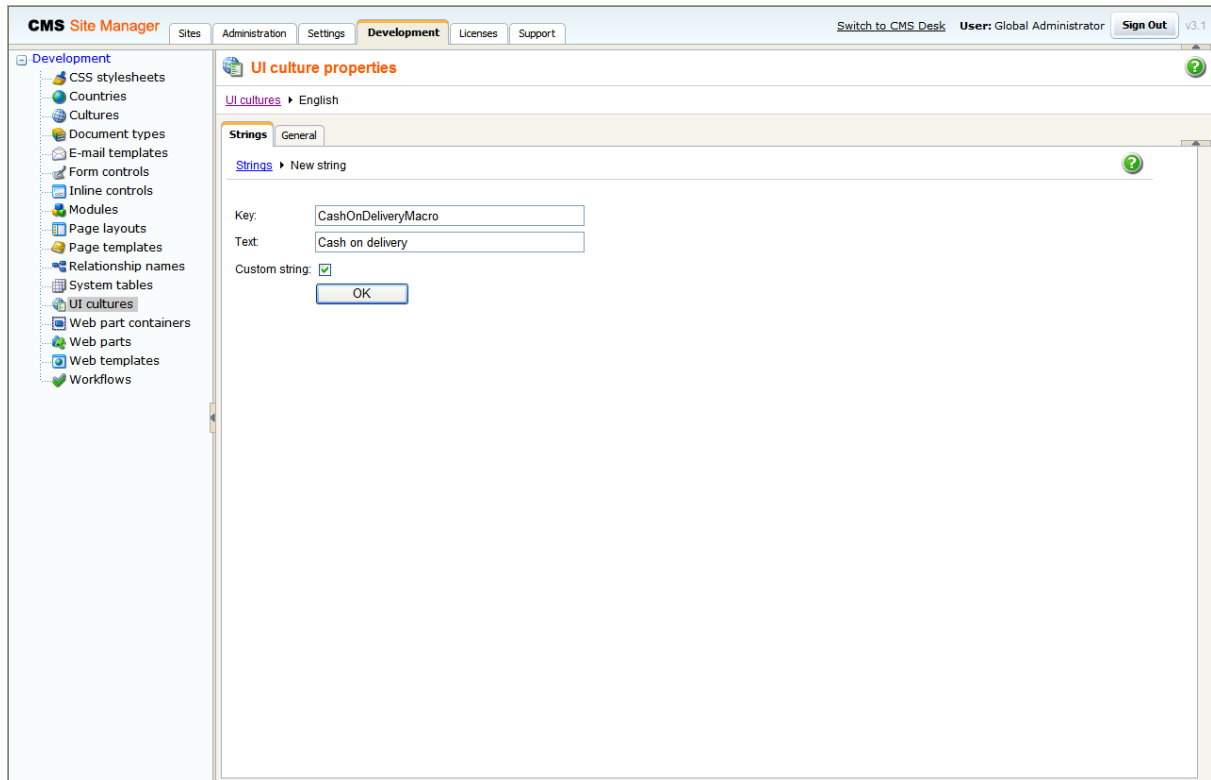 CMS Site Manager Sites Administration Settings Development Licenses Support Switch to CMS Desk User: Global Administrator Sign Out v3.1
Development
CSS stylesheets
Countries
Cultures
Document types
E-mail templates
Form controls
Inline controls
Modules
Page layouts
Page templates
Relationship names
System tables
UI cultures
Web part containers
Web parts
Web templates
Workflows
UI culture properties
UI cultures English
Strings General
Strings New string
Key: CashOnDeliveryMacro
Text: Cash on delivery
Custom string:
OK